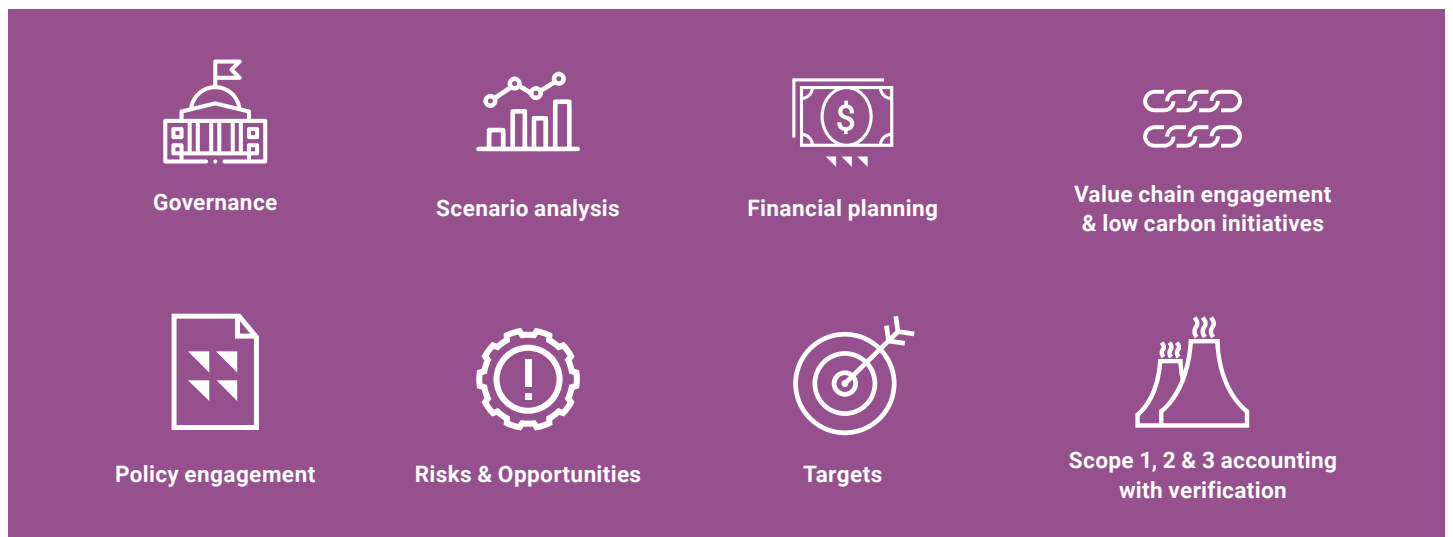 Governance
Scenario analysis
Financial planning
Value chain engagement
& low carbon initiatives
Policy engagement
Risks & Opportunities
Targets
Scope 1, 2 & 3 accounting
with verification